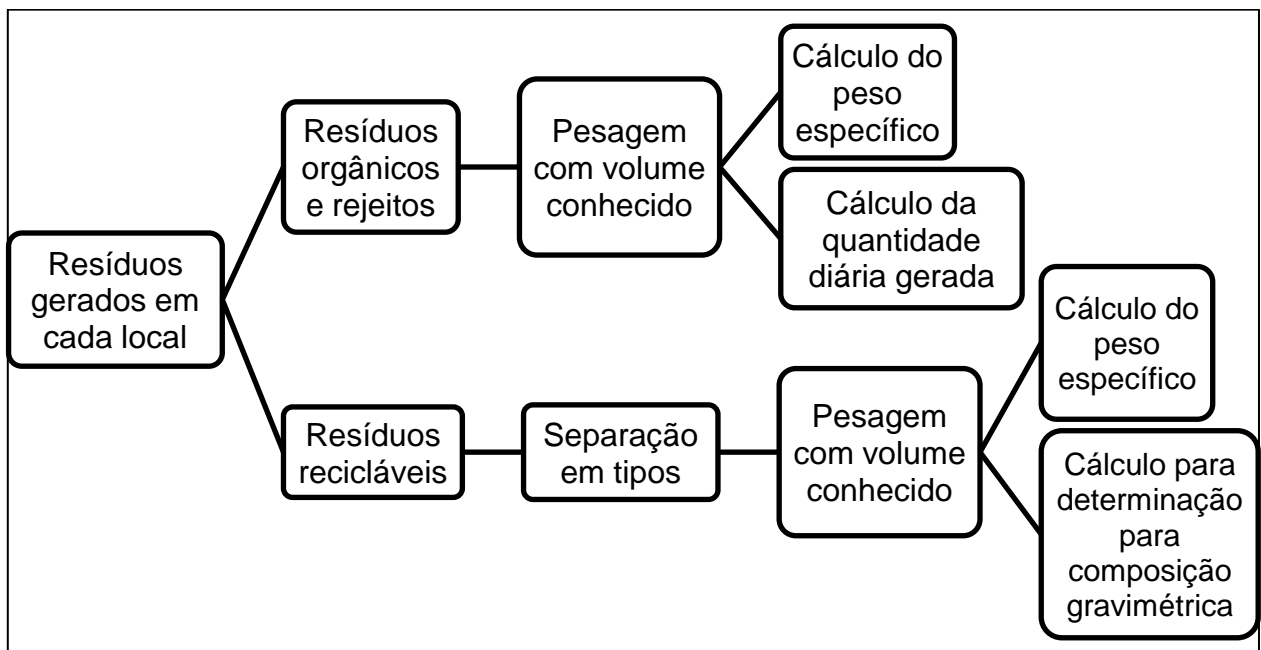 Resíduos
gerados em
cada local
Resíduos
orgânicos
e rejeitos
Pesagem
com volume
conhecido
Cálculo do
peso
específico
Cálculo da
quantidade
diária gerada
Resíduos
recicláveis
Separação
em tipos
Pesagem
com volume
conhecido
Cálculo do
peso
específico
Cálculo para
determinação
para
composição
gravimétrica